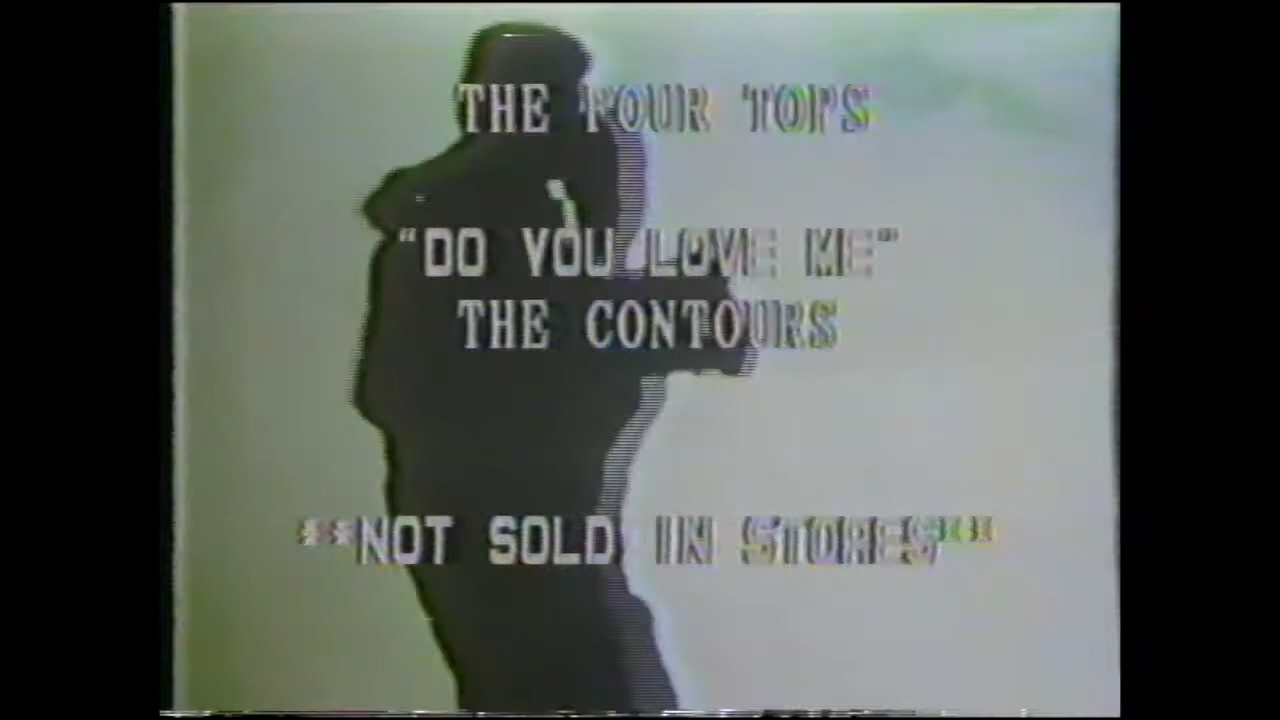 THE FOUR TOPS
"DO YOU LOVE ME"
THE CONTOURS
**NOT SOLD IN STORES**